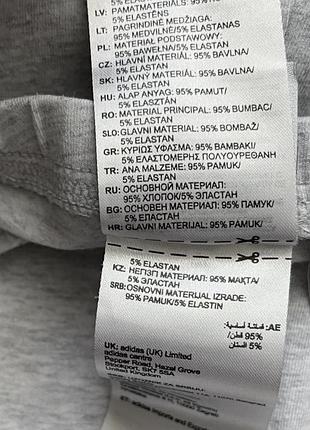 LV: PAMATMATERIĀLS: 95%
5% ELASTĒNS
LT: PAGRINDINĖ MEDŽIAGA:
95% MEDVILNĖ/5% ELASTANAS
PL: MATERIAŁ PODSTAWOWY:
95% BAWEŁNA/5% ELASTAN
CZ: HLAVNÍ MATERIÁL: 95% BAVLNA/
5% ELASTAN
SK: HLAVNÝ MATERIÁL: 95% BAVLNA/
5% ELASTAN
HU: ALAP ANYAG: 95% PAMUT/
5% ELASZTÁN
RO: MATERIAL PRINCIPAL: 95% BUMBAC/
5% ELASTAN
SLO: GLAVNI MATERIAL: 95% BOMBAŽ/
5% ELASTAN
GR: ΚΥΡΙΩΣ ΥΦΑΣΜΑ: 95% ΒΑΜΒΑΚΙ/
5% ΕΛΑΣΤΟΜΕΡΗΣ ΠΟΛΥΟΥΡΕΘΑΝΗ
TR: ANA MALZEME: 95% PAMUK/
5% ELASTAN
RU: ОСНОВНОЙ МАТЕРИАЛ:
95% ХЛОПОК/5% ЭЛАСТАН
BG: ОСНОВЕН МАТЕРИАЛ: 95% ПАМУК/
5% ЕЛАСТАН
HR: GLAVNI MATERIJAL: 95% PAMUK/
5% ELASTAN
KZ: НЕГІЗГІ МАТЕРИАЛ: 95% МАҚТА/
5% ЭЛАСТАН
SRB: OSNOVNI MATERIJAL IZRADE:
95% PAMUK/5% ELASTIN
AE: خامة أساسية:
95% قطن/
5% الستان
UK: adidas (UK) Limited
adidas centre
Pepper Road, Hazel Grove
Stockport, SK7 5SA
United Kingdom